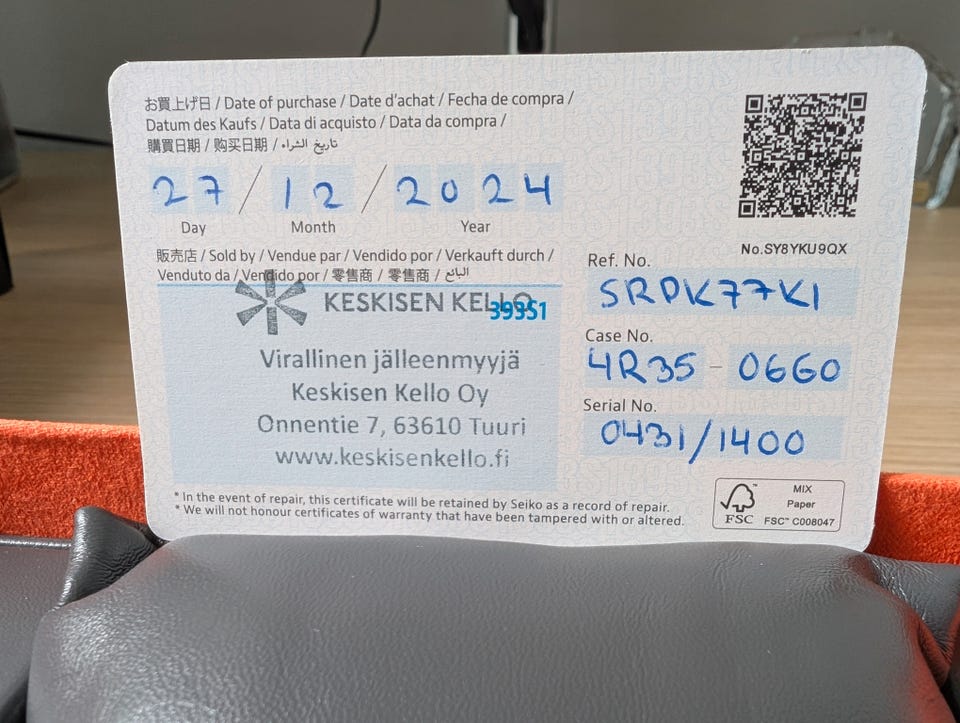 お買上げ日 / Date of purchase / Date d'achat / Fecha de compra /
Datum des Kaufs / Data di acquisto / Data da compra /
購買日期 / 购买日期 / تاريخ الشراء
27 / 12 / 2024
Day Month Year
No.SY8YKU9QX
販売店 / Sold by / Vendue par / Vendido por / Verkauft durch /
Venduto da / Vendido por / 零售商 / 零售商 / البائع
KESKISEN KELLO
39351
Virallinen jälleenmyyjä
Keskisen Kello Oy
Onnentie 7, 63610 Tuuri
www.keskisenkello.fi
Ref. No.
SRPK77K1
Case No.
4R35 - 06G0
Serial No.
0431/1400
* In the event of repair, this certificate will be retained by Seiko as a record of repair.
* We will not honour certificates of warranty that have been tampered with or altered.
FSC™
MIX
Paper
FSC™ C008047